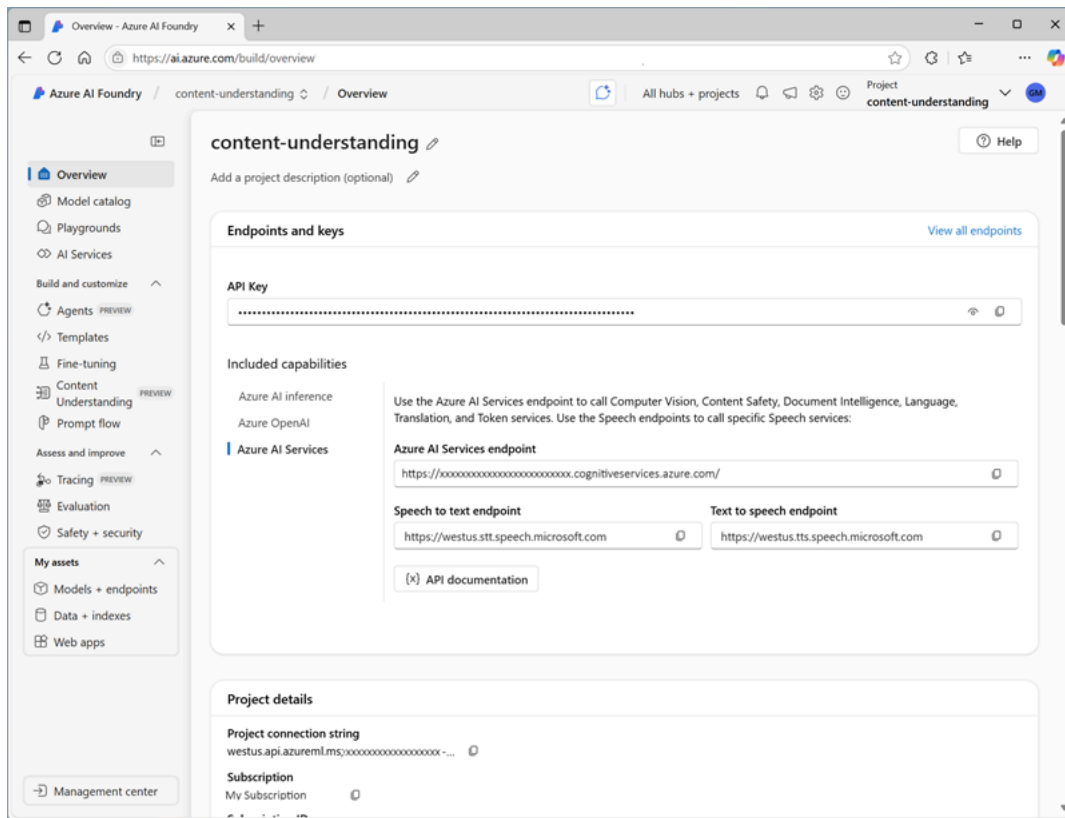 Overview - Azure AI Foundry
https://ai.azure.com/build/overview
Azure AI Foundry / content-understanding / Overview
All hubs + projects
Project
content-understanding
GM
content-understanding
Help
Add a project description (optional)
Overview
Model catalog
Playgrounds
AI Services
Build and customize
Agents PREVIEW
Templates
Fine-tuning
Content
Understanding PREVIEW
Prompt flow
Assess and improve
Tracing PREVIEW
Evaluation
Safety + security
My assets
Models + endpoints
Data + indexes
Web apps
Management center
Endpoints and keys
View all endpoints
API Key
Included capabilities
Azure AI inference
Azure OpenAI
Azure AI Services
Use the Azure AI Services endpoint to call Computer Vision, Content Safety, Document Intelligence, Language,
Translation, and Token services. Use the Speech endpoints to call specific Speech services:
Azure AI Services endpoint
https://xxxxxxxxxxxxxxxxxxxxxxxxxx.cognitiveservices.azure.com/
Speech to text endpoint
Text to speech endpoint
https://westus.stt.speech.microsoft.com
https://westus.tts.speech.microsoft.com
{x} API documentation
Project details
Project connection string
westus.api.azureml.ms;xxxxxxxxxxxxxxxxxxx-...
Subscription
My Subscription